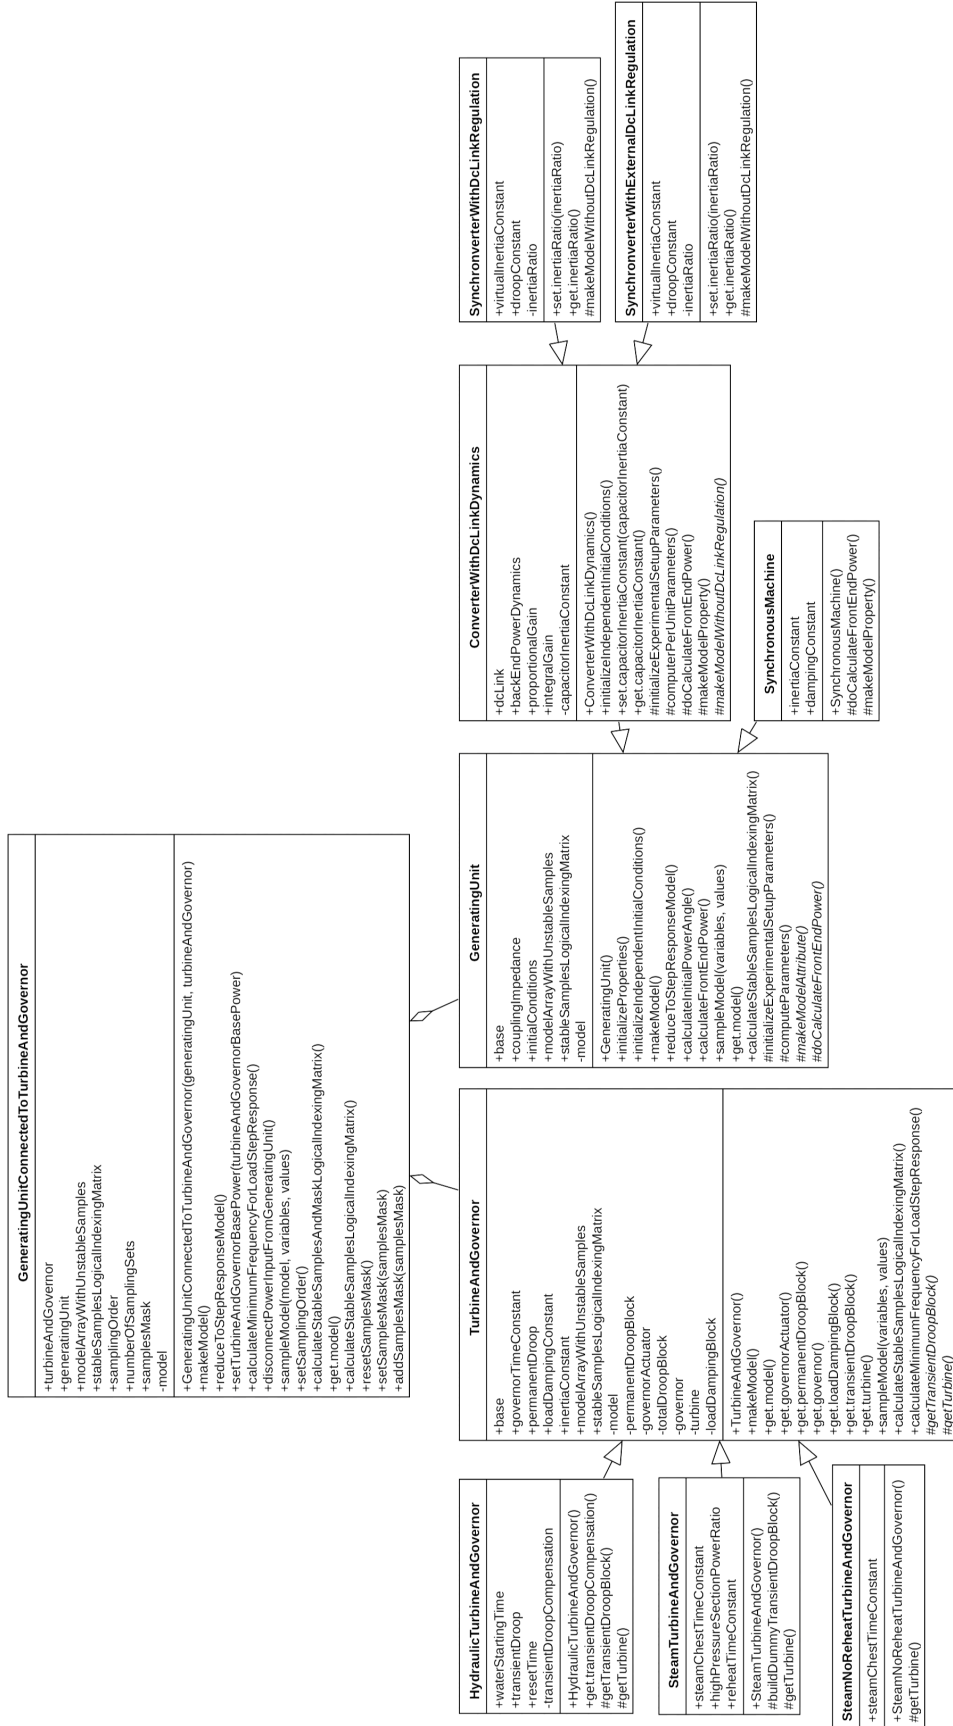 GeneratingUnitConnectedToTurbineAndGovernor
+turbineAndGovernor
+generatingUnit
+modelArrayWithUnstableSamples
+stableSamplesLogicalIndexingMatrix
+samplingOrder
+numberOfSamplingSets
+samplesMask
-model
+GeneratingUnitConnectedToTurbineAndGovernor(generatingUnit, turbineAndGovernor)
+makeModel()
+reduceToStepResponseModel()
+setTurbineAndGovernorBasePower(turbineAndGovernorBasePower)
+calculateMinimumFrequencyForLoadStepResponse()
+disconnectPowerInputFromGeneratingUnit()
+sampleModel(model, variables, values)
+setSamplingOrder()
+calculateStableSamplesAndMaskLogicalIndexingMatrix()
+get.model()
+calculateStableSamplesLogicalIndexingMatrix()
+resetSamplesMask()
+setSamplesMask(samplesMask)
+addSamplesMask(samplesMask)
HydraulicTurbineAndGovernor
+waterStartingTime
+transientDroop
+resetTime
-transientDroopCompensation
+HydraulicTurbineAndGovernor()
+get.transientDroopCompensation()
#getTransientDroopBlock()
#getTurbine()
SteamTurbineAndGovernor
+steamChestTimeConstant
+highPressureSectionPowerRatio
+reheatTimeConstant
+SteamTurbineAndGovernor()
#buildDummyTransientDroopBlock()
#getTurbine()
SteamNoReheatTurbineAndGovernor
+steamChestTimeConstant
+SteamNoReheatTurbineAndGovernor()
#getTurbine()
TurbineAndGovernor
+base
+governorTimeConstant
+permanentDroop
+loadDampingConstant
+inertiaConstant
+modelArrayWithUnstableSamples
+stableSamplesLogicalIndexingMatrix
-model
-permanentDroopBlock
-governorActuator
-totalDroopBlock
-governor
-turbine
-loadDampingBlock
+TurbineAndGovernor()
+makeModel()
+get.model()
+get.governorActuator()
+get.permanentDroopBlock()
+get.governor()
+get.loadDampingBlock()
+get.transientDroopBlock()
+get.turbine()
+sampleModel(variables, values)
+calculateStableSamplesLogicalIndexingMatrix()
+calculateMinimumFrequencyForLoadStepResponse()
#getTransientDroopBlock()
#getTurbine()
GeneratingUnit
+base
+couplingImpedance
+initialConditions
+modelArrayWithUnstableSamples
+stableSamplesLogicalIndexingMatrix
-model
+GeneratingUnit()
+initializeProperties()
+initializeIndependentInitialConditions()
+makeModel()
+reduceToStepResponseModel()
+calculateInitialPowerAngle()
+calculateFrontEndPower()
+sampleModel(variables, values)
+get.model()
+calculateStableSamplesLogicalIndexingMatrix()
#initializeExperimentalSetupParameters()
#computeParameters()
#makeModelAttribute()
#doCalculateFrontEndPower()
ConverterWithDcLinkDynamics
+dcLink
+backEndPowerDynamics
+proportionalGain
+integralGain
-capacitorInertiaConstant
+ConverterWithDcLinkDynamics()
+initializeIndependentInitialConditions()
+set.capacitorInertiaConstant(capacitorInertiaConstant)
+get.capacitorInertiaConstant()
#initializeExperimentalSetupParameters()
#computerPerUnitParameters()
#doCalculateFrontEndPower()
#makeModelProperty()
#makeModelWithoutDcLinkRegulation()
SynchronousMachine
+inertiaConstant
+dampingConstant
+SynchronousMachine()
#doCalculateFrontEndPower()
#makeModelProperty()
SynchronverterWithDcLinkRegulation
+virtualInertiaConstant
+droopConstant
-inertiaRatio
+set.inertiaRatio(inertiaRatio)
+get.inertiaRatio()
#makeModelWithoutDcLinkRegulation()
SynchronverterWithExternalDcLinkRegulation
+virtualInertiaConstant
+droopConstant
-inertiaRatio
+set.inertiaRatio(inertiaRatio)
+get.inertiaRatio()
#makeModelWithoutDcLinkRegulation()